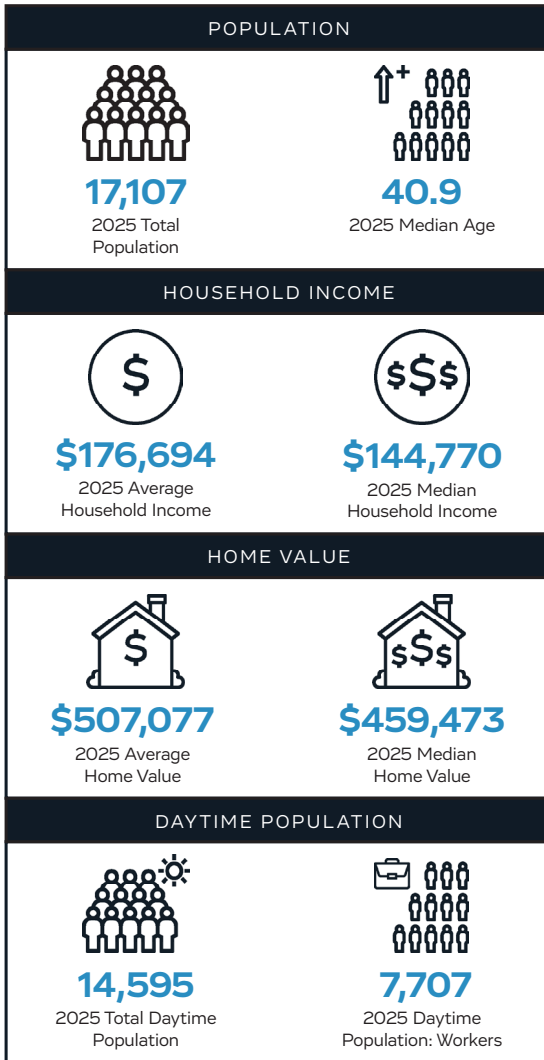 POPULATION
17,107
2025 Total
Population
40.9
2025 Median Age
HOUSEHOLD INCOME
$
$176,694
2025 Average
Household Income
$$$
$144,770
2025 Median
Household Income
HOME VALUE
$
$507,077
2025 Average
Home Value
$$$
$459,473
2025 Median
Home Value
DAYTIME POPULATION
14,595
2025 Total Daytime
Population
7,707
2025 Daytime
Population: Workers